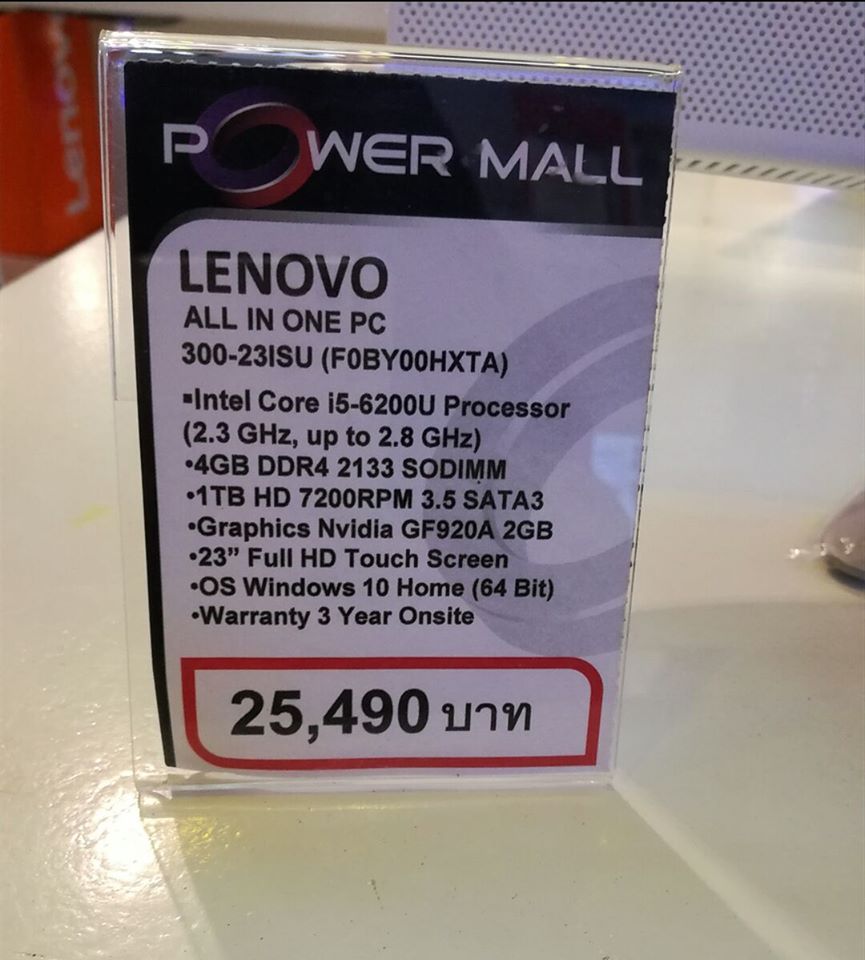 POWER MALL
LENOVO
ALL IN ONE PC
300-23ISU (F0BY00HXTA)
▪Intel Core i5-6200U Processor
(2.3 GHz, up to 2.8 GHz)
•4GB DDR4 2133 SODIMM
•1TB HD 7200RPM 3.5 SATA3
•Graphics Nvidia GF920A 2GB
•23” Full HD Touch Screen
•OS Windows 10 Home (64 Bit)
•Warranty 3 Year Onsite
25,490 บาท
Lenovo